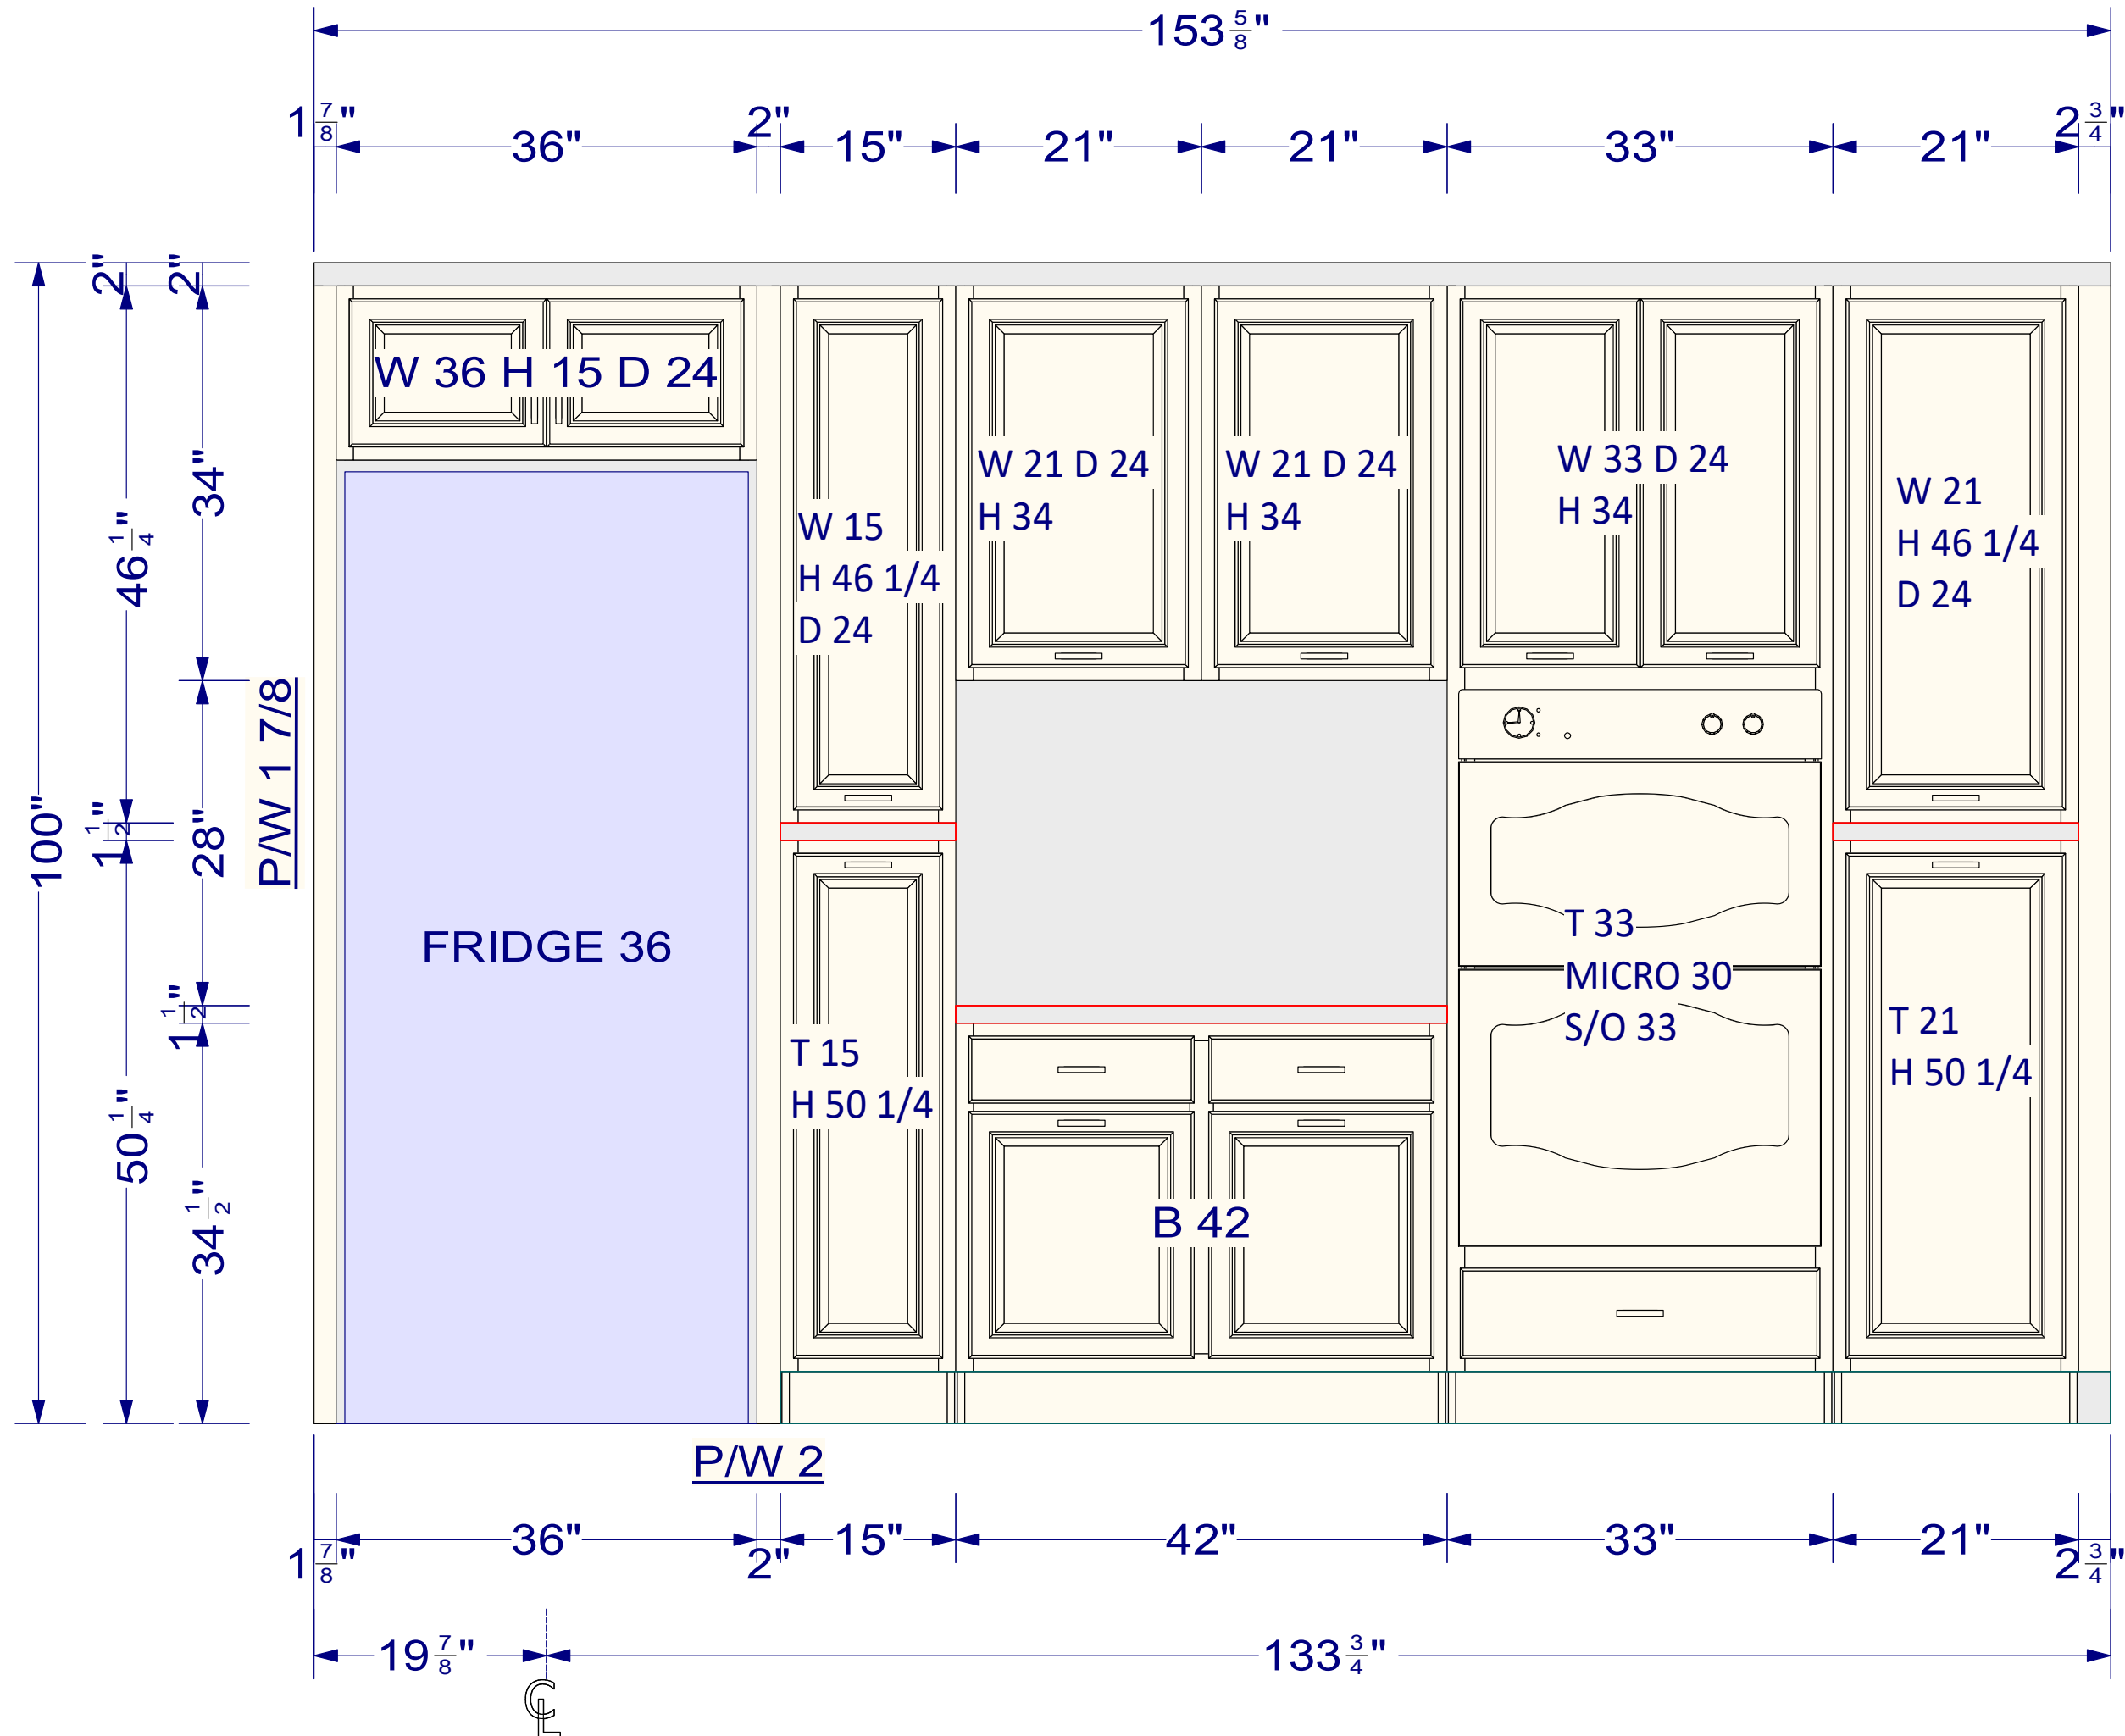 153 5/8"
1 7/8" 36" 2" 15" 21" 21" 33" 21" 2 3/4"
2" 2"
W 36 H 15 D 24
W 15
H 46 1/4
D 24
W 21 D 24
H 34
W 21 D 24
H 34
W 33 D 24
H 34
W 21
H 46 1/4
D 24
34"
46 1/4"
P/W 1 7/8
100"
1 1/2"
28"
FRIDGE 36
T 33
MICRO 30
S/O 33
1 1/2"
T 15
H 50 1/4
T 21
H 50 1/4
50 1/4"
34 1/2"
B 42
P/W 2
1 7/8" 36" 2" 15" 42" 33" 21" 2 3/4"
19 7/8" 133 3/4"
CL